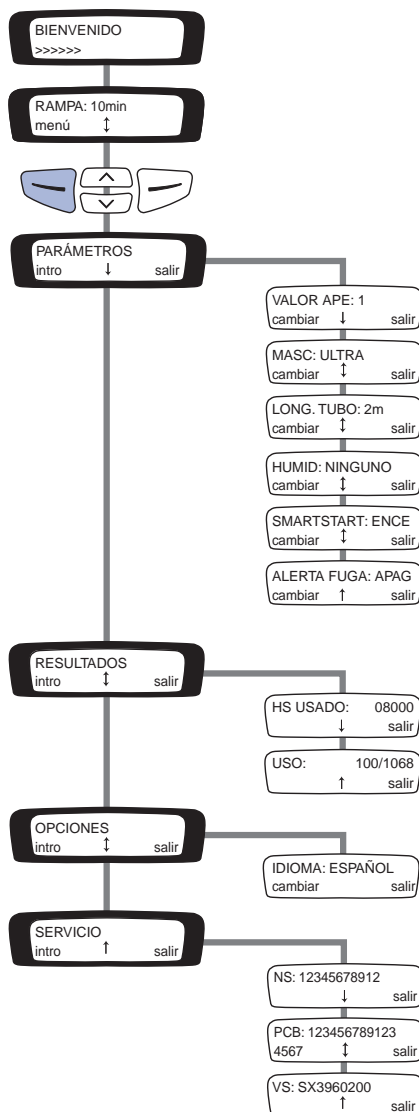 BIENVENIDO
>>>>>>
RAMPA: 10min
menú ↕
PARÁMETROS
intro ↓ salir
VALOR APE: 1
cambiar ↓ salir
MASC: ULTRA
cambiar ↕ salir
LONG. TUBO: 2m
cambiar ↕ salir
HUMID: NINGUNO
cambiar ↕ salir
SMARTSTART: ENCE
cambiar ↕ salir
ALERTA FUGA: APAG
cambiar ↑ salir
RESULTADOS
intro ↕ salir
HS USADO: 08000
↓ salir
USO: 100/1068
↑ salir
OPCIONES
intro ↕ salir
IDIOMA: ESPAÑOL
cambiar salir
SERVICIO
intro ↑ salir
NS: 12345678912
↓ salir
PCB: 123456789123
4567 ↕ salir
VS: SX3960200
↑ salir